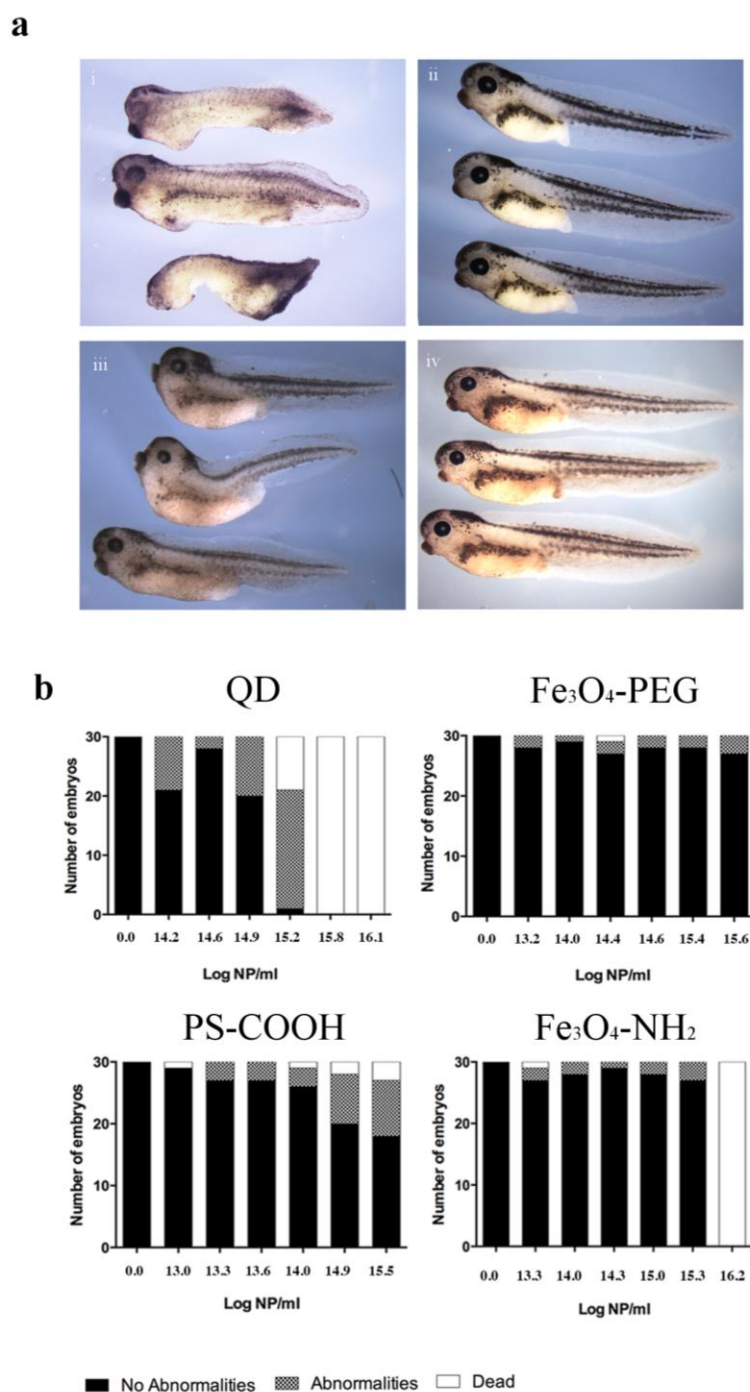 a
i
ii
iii
iv
b
QD
Number of embryos
30
20
10
0
0.0 14.2 14.6 14.9 15.2 15.8 16.1
Log NP/ml
Fe₃O₄-PEG
Number of embryos
30
20
10
0
0.0 13.2 14.0 14.4 14.6 15.4 15.6
Log NP/ml
PS-COOH
Number of embryos
30
20
10
0
0.0 13.0 13.3 13.6 14.0 14.9 15.5
Log NP/ml
Fe₃O₄-NH₂
Number of embryos
30
20
10
0
0.0 13.3 14.0 14.3 15.0 15.3 16.2
Log NP/ml
No Abnormalities Abnormalities Dead